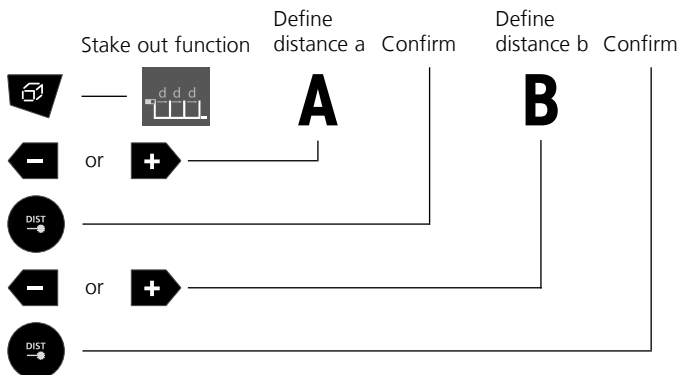 Define
distance a
Define
distance b
Stake out function
Confirm
Confirm
d d d
A
B
− or +
DIST
− or +
DIST